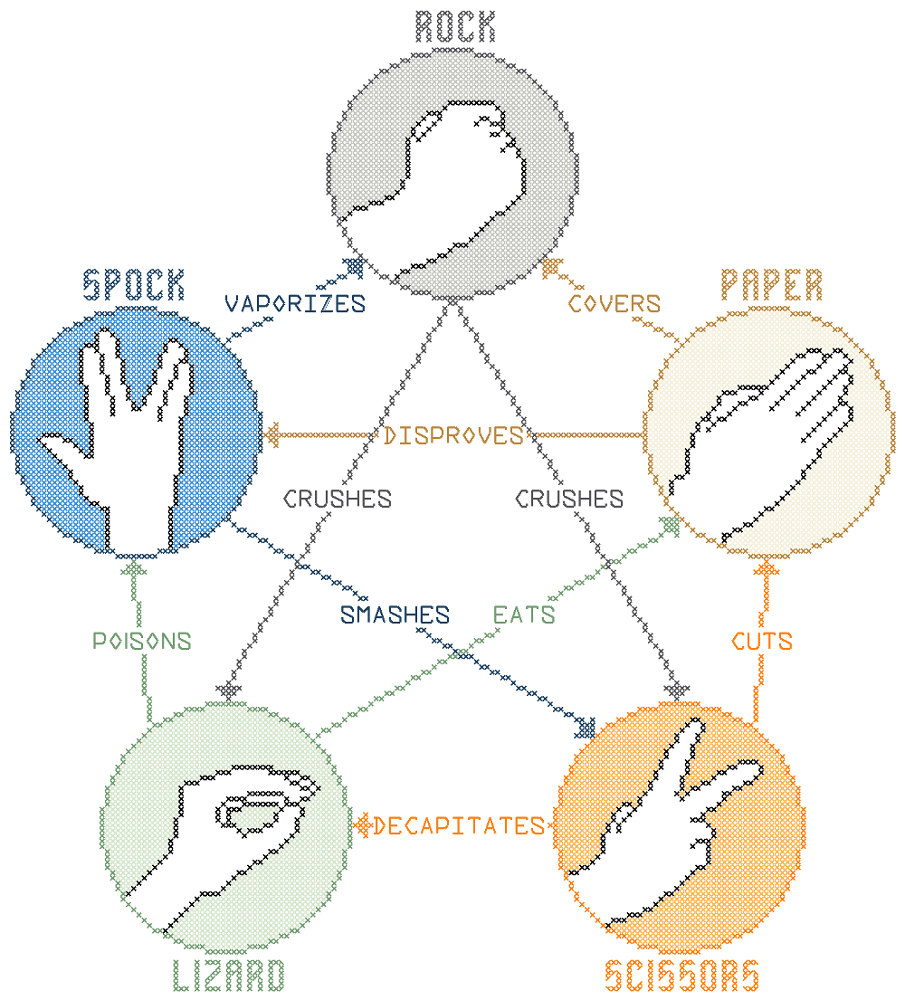 ROCK
SPOCK
PAPER
VAPORIZES
COVERS
DISPROVES
CRUSHES
CRUSHES
SMASHES
EATS
POISONS
CUTS
DECAPITATES
LIZARD
SCISSORS